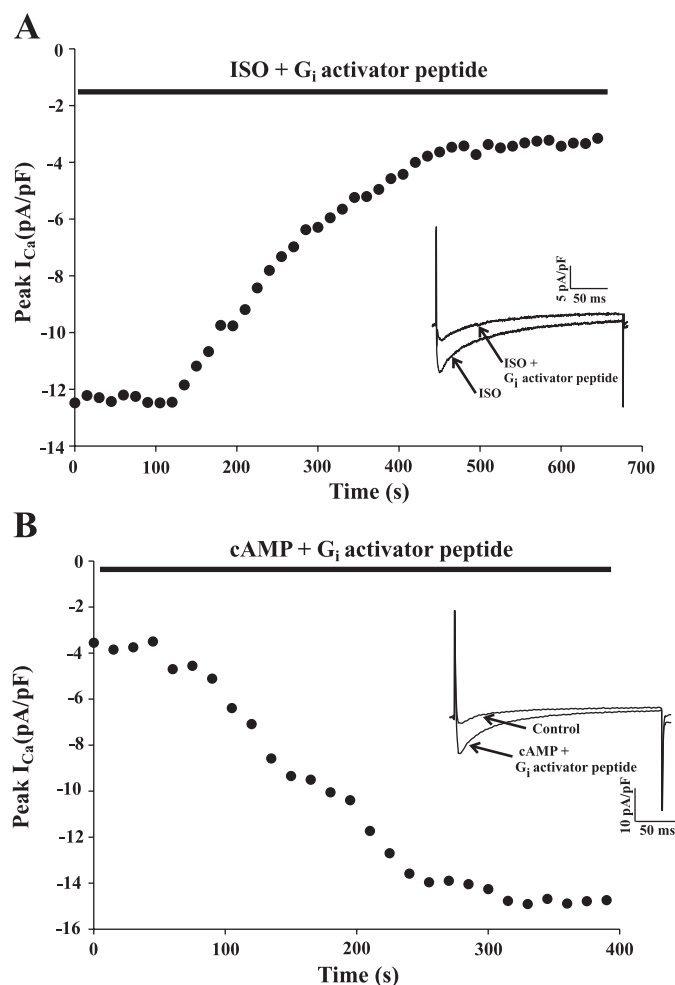 A
ISO + Gi activator peptide
0
-2
-4
-6
-8
-10
-12
-14
Peak ICa(pA/pF)
5 pA/pF
50 ms
ISO +
Gi activator peptide
ISO
0
100
200
300
400
500
600
700
Time (s)
B
cAMP + Gi activator peptide
0
-2
-4
-6
-8
-10
-12
-14
-16
Peak ICa(pA/pF)
Control
cAMP +
Gi activator peptide
10 pA/pF
50 ms
0
100
200
300
400
Time (s)